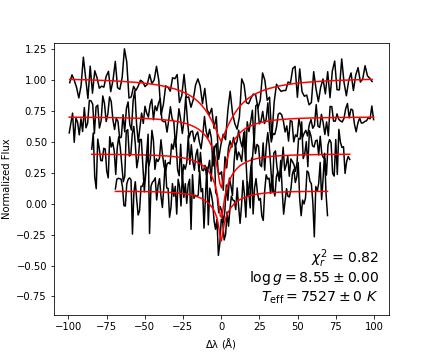 1.25
1.00
0.75
0.50
0.25
0.00
−0.25
−0.50
−0.75
Normalized Flux
χ²ᵣ = 0.82
log g = 8.55 ± 0.00
T_eff = 7527 ± 0 K
−100 −75 −50 −25 0 25 50 75 100
Δλ (Å)